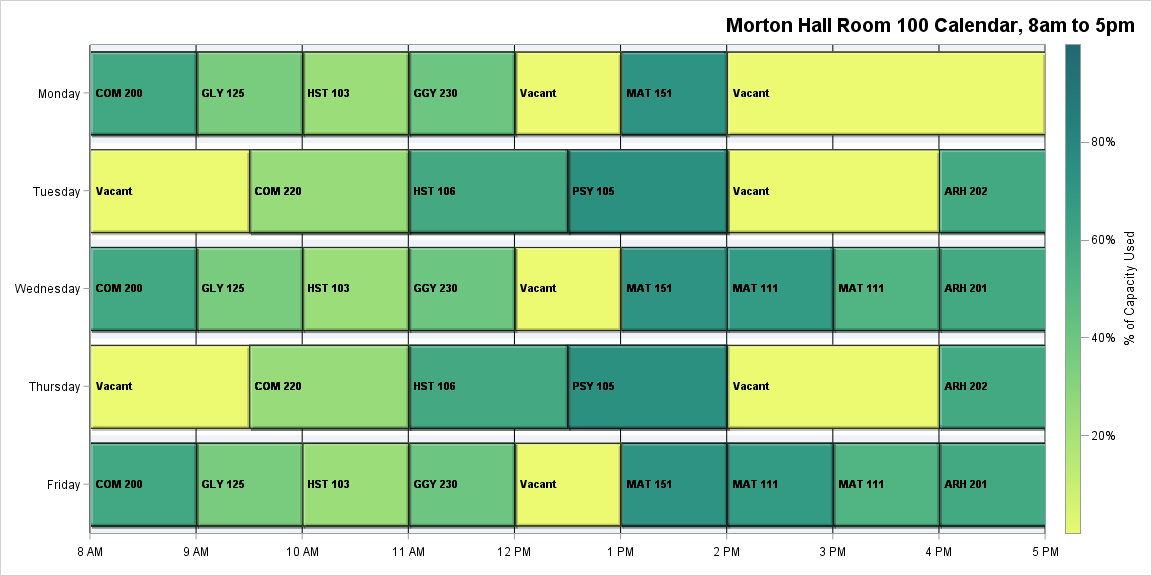 Morton Hall Room 100 Calendar, 8am to 5pm
Monday
COM 200
GLY 125
HST 103
GGY 230
Vacant
MAT 151
Vacant
Tuesday
Vacant
COM 220
HST 106
PSY 105
Vacant
ARH 202
Wednesday
COM 200
GLY 125
HST 103
GGY 230
Vacant
MAT 151
MAT 111
MAT 111
ARH 201
Thursday
Vacant
COM 220
HST 106
PSY 105
Vacant
ARH 202
Friday
COM 200
GLY 125
HST 103
GGY 230
Vacant
MAT 151
MAT 111
MAT 111
ARH 201
8 AM
9 AM
10 AM
11 AM
12 PM
1 PM
2 PM
3 PM
4 PM
5 PM
80%
60%
40%
20%
% of Capacity Used